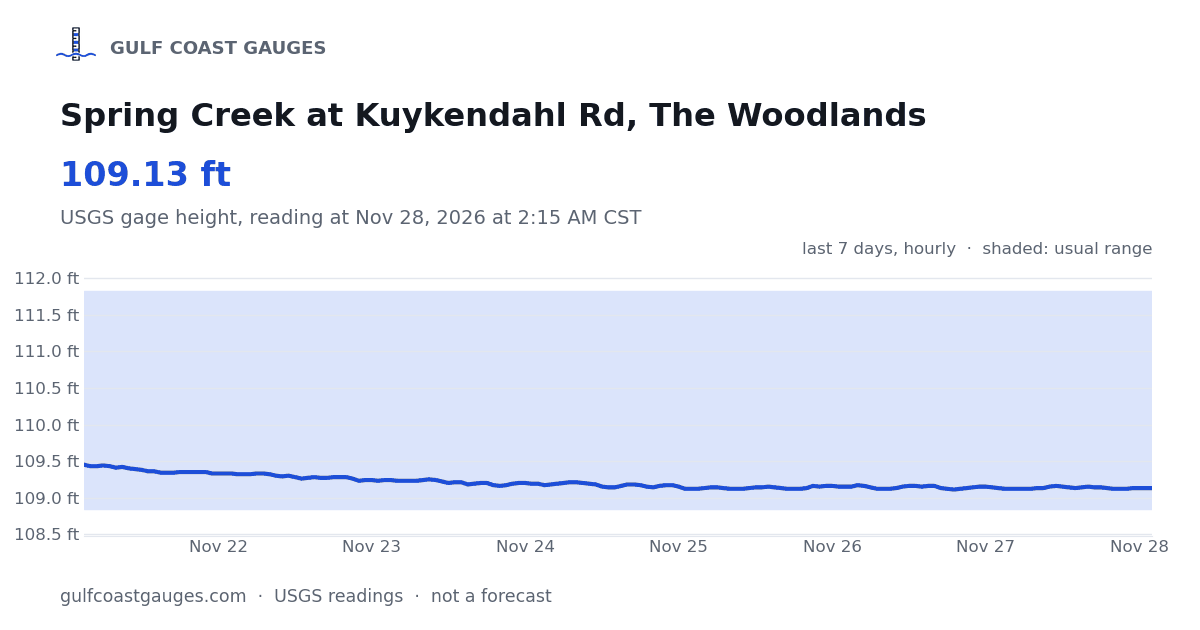 GULF COAST GAUGES
Spring Creek at Kuykendahl Rd, The Woodlands
109.13 ft
USGS gage height, reading at Nov 28, 2026 at 2:15 AM CST
last 7 days, hourly · shaded: usual range
112.0 ft
111.5 ft
111.0 ft
110.5 ft
110.0 ft
109.5 ft
109.0 ft
108.5 ft
Nov 22 Nov 23 Nov 24 Nov 25 Nov 26 Nov 27 Nov 28
gulfcoastgauges.com · USGS readings · not a forecast